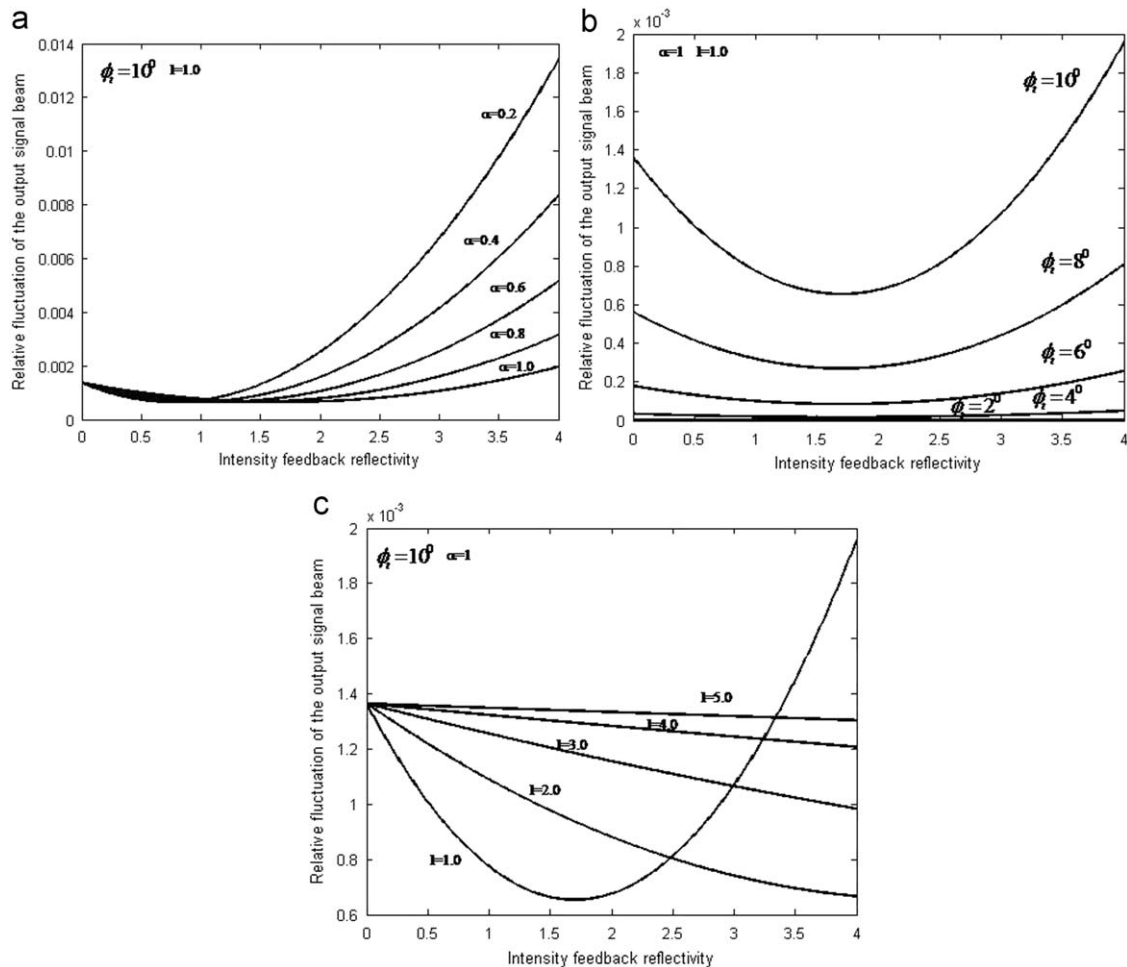 a
Relative fluctuation of the output signal beam
0.014
0.012
0.01
0.008
0.006
0.004
0.002
0
ϕt=10⁰ l=1.0
α=0.2
α=0.4
α=0.6
α=0.8
α=1.0
0 0.5 1 1.5 2 2.5 3 3.5 4
Intensity feedback reflectivity
b
x 10⁻³
Relative fluctuation of the output signal beam
2
1.8
1.6
1.4
1.2
1
0.8
0.6
0.4
0.2
0
α=1 l=1.0
ϕt=10⁰
ϕt=8⁰
ϕt=6⁰
ϕt=4⁰
ϕt=2⁰
0 0.5 1 1.5 2 2.5 3 3.5 4
Intensity feedback reflectivity
c
x 10⁻³
Relative fluctuation of the output signal beam
2
1.8
1.6
1.4
1.2
1
0.8
0.6
ϕt=10⁰ α=1
l=5.0
l=4.0
l=3.0
l=2.0
l=1.0
0 0.5 1 1.5 2 2.5 3 3.5 4
Intensity feedback reflectivity